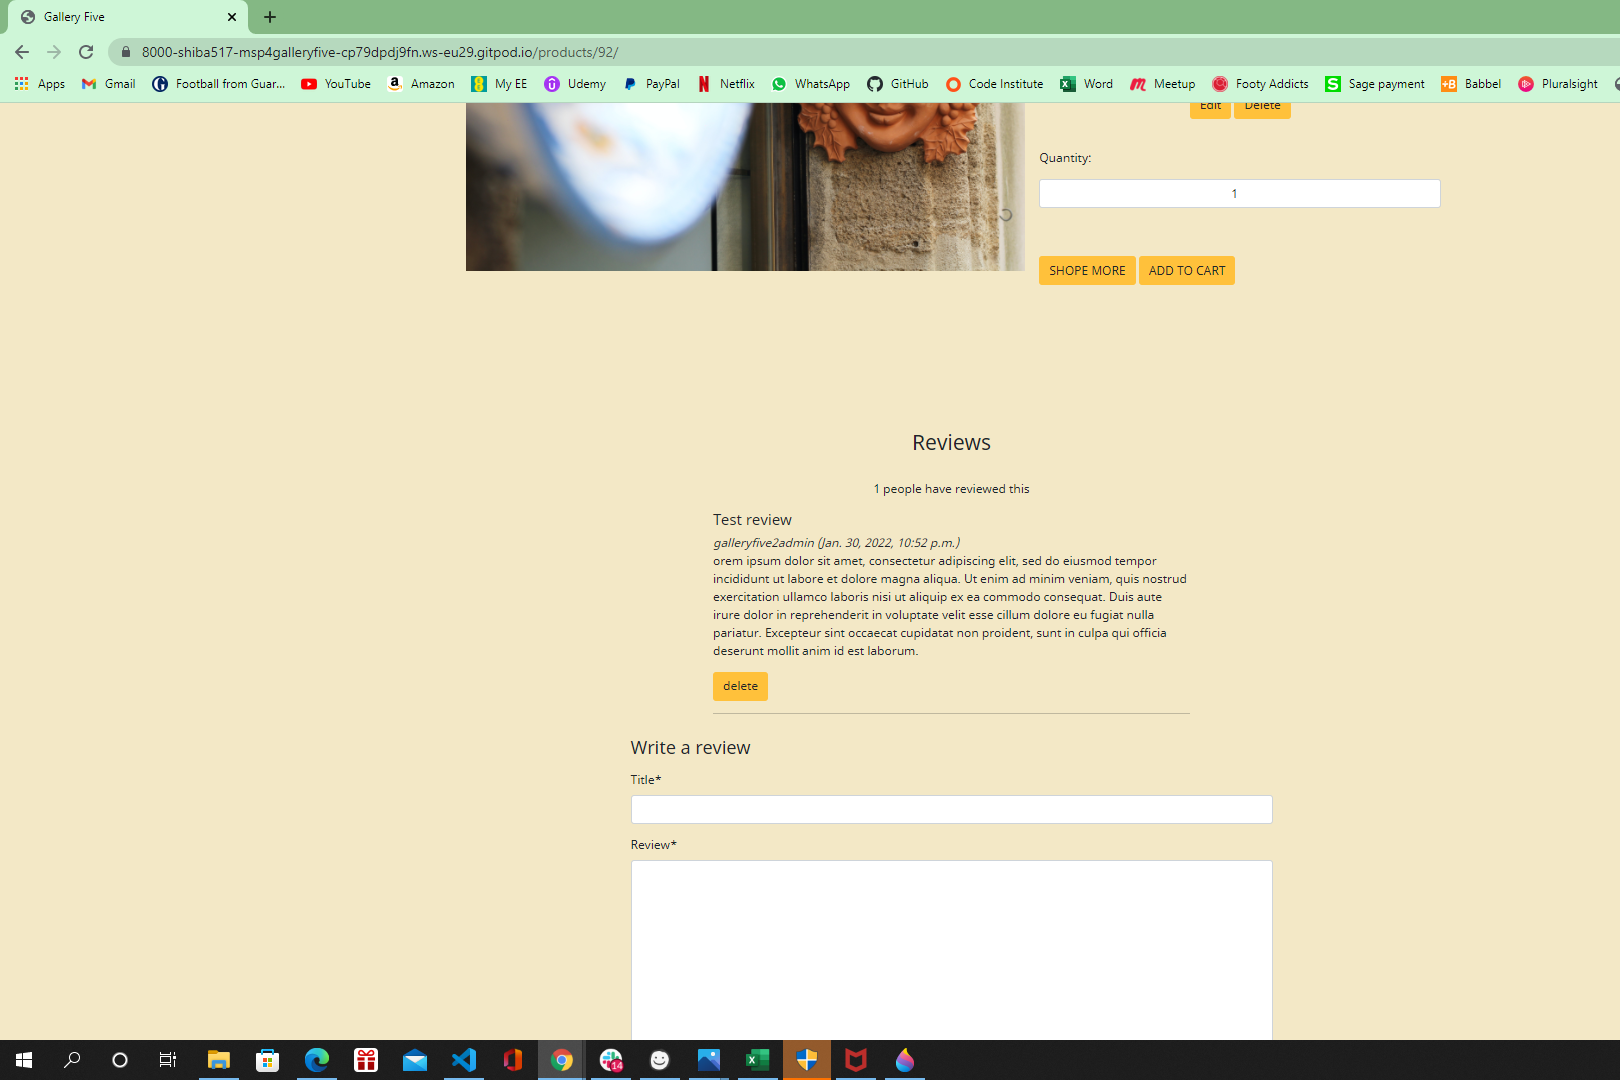 Gallery Five
8000-shiba517-msp4galleryfive-cp79dpdj9fn.ws-eu29.gitpod.io/products/92/
Apps Gmail Football from Guar... YouTube Amazon My EE Udemy PayPal Netflix WhatsApp GitHub Code Institute Word Meetup Footy Addicts Sage payment Babbel Pluralsight
Edit Delete
Quantity:
1
SHOPE MORE ADD TO CART
Reviews
1 people have reviewed this
Test review
galleryfive2admin (Jan. 30, 2022, 10:52 p.m.)
orem ipsum dolor sit amet, consectetur adipiscing elit, sed do eiusmod tempor
incididunt ut labore et dolore magna aliqua. Ut enim ad minim veniam, quis nostrud
exercitation ullamco laboris nisi ut aliquip ex ea commodo consequat. Duis aute
irure dolor in reprehenderit in voluptate velit esse cillum dolore eu fugiat nulla
pariatur. Excepteur sint occaecat cupidatat non proident, sunt in culpa qui officia
deserunt mollit anim id est laborum.
delete
Write a review
Title*
Review*
14